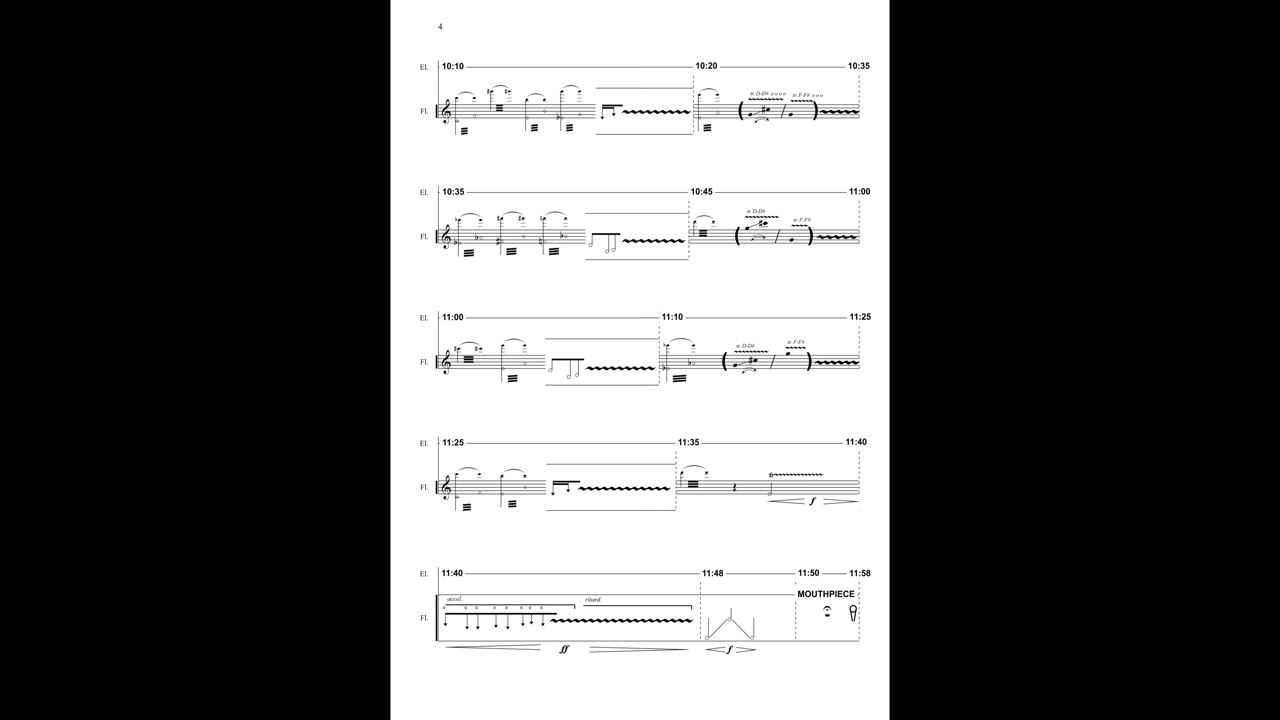 4
El. 10:10 10:20 10:35
tr. D-D# o o o o tr. F-F# o o o
Fl.
El. 10:35 10:45 11:00
tr. D-D# tr. F-F#
Fl.
El. 11:00 11:10 11:25
tr. D-D# tr. F-F#
Fl.
El. 11:25 11:35 11:40
tr
Fl.
f
El. 11:40 11:48 11:50 11:58
MOUTHPIECE
accel. ritard.
Fl.
ff f